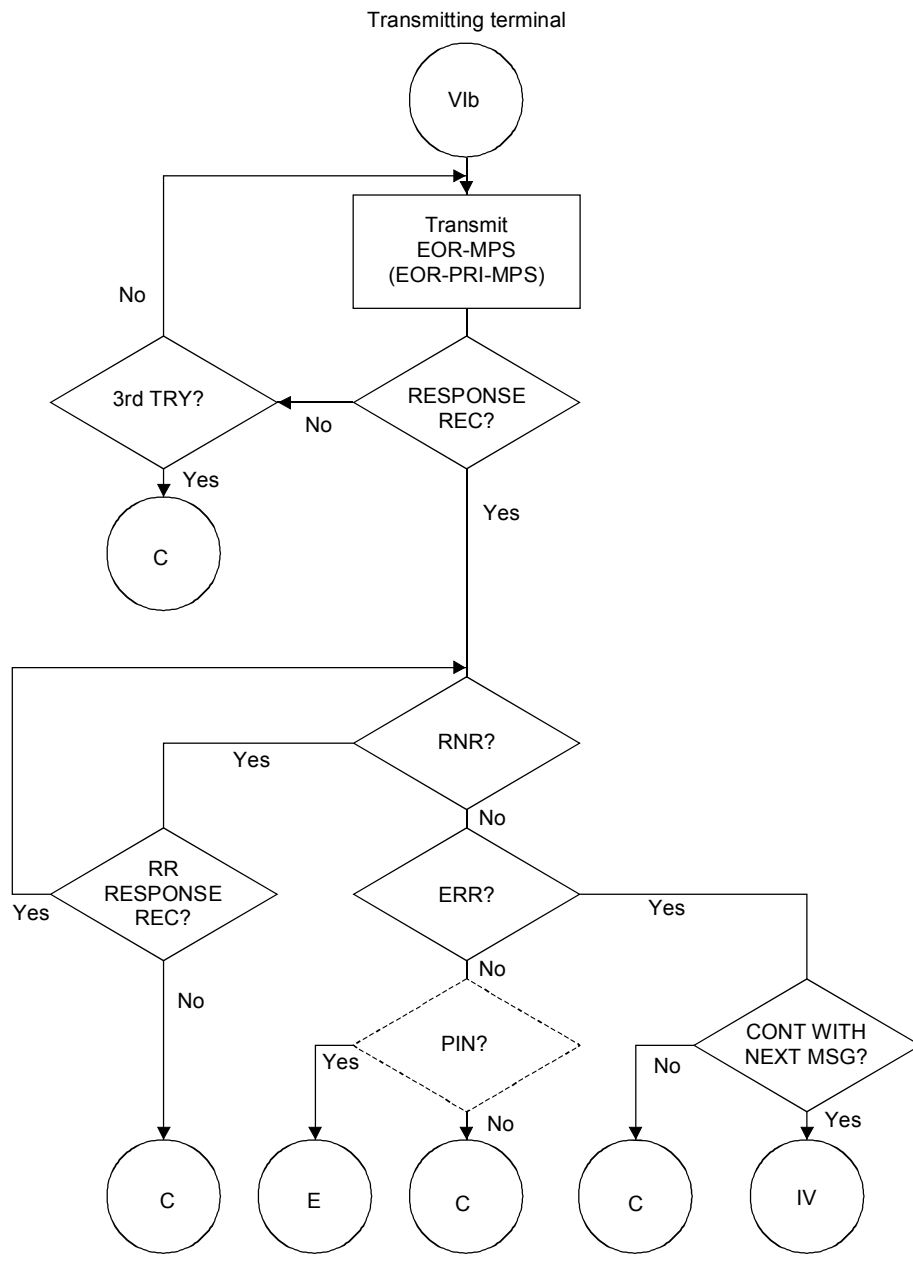 Transmitting terminal
VIb
Transmit
EOR-MPS
(EOR-PRI-MPS)
No
3rd TRY?
No
RESPONSE
REC?
Yes
C
Yes
RNR?
Yes
No
RR
RESPONSE
REC?
Yes
ERR?
Yes
No
No
PIN?
Yes
CONT WITH
NEXT MSG?
No
No
Yes
C
E
C
C
IV